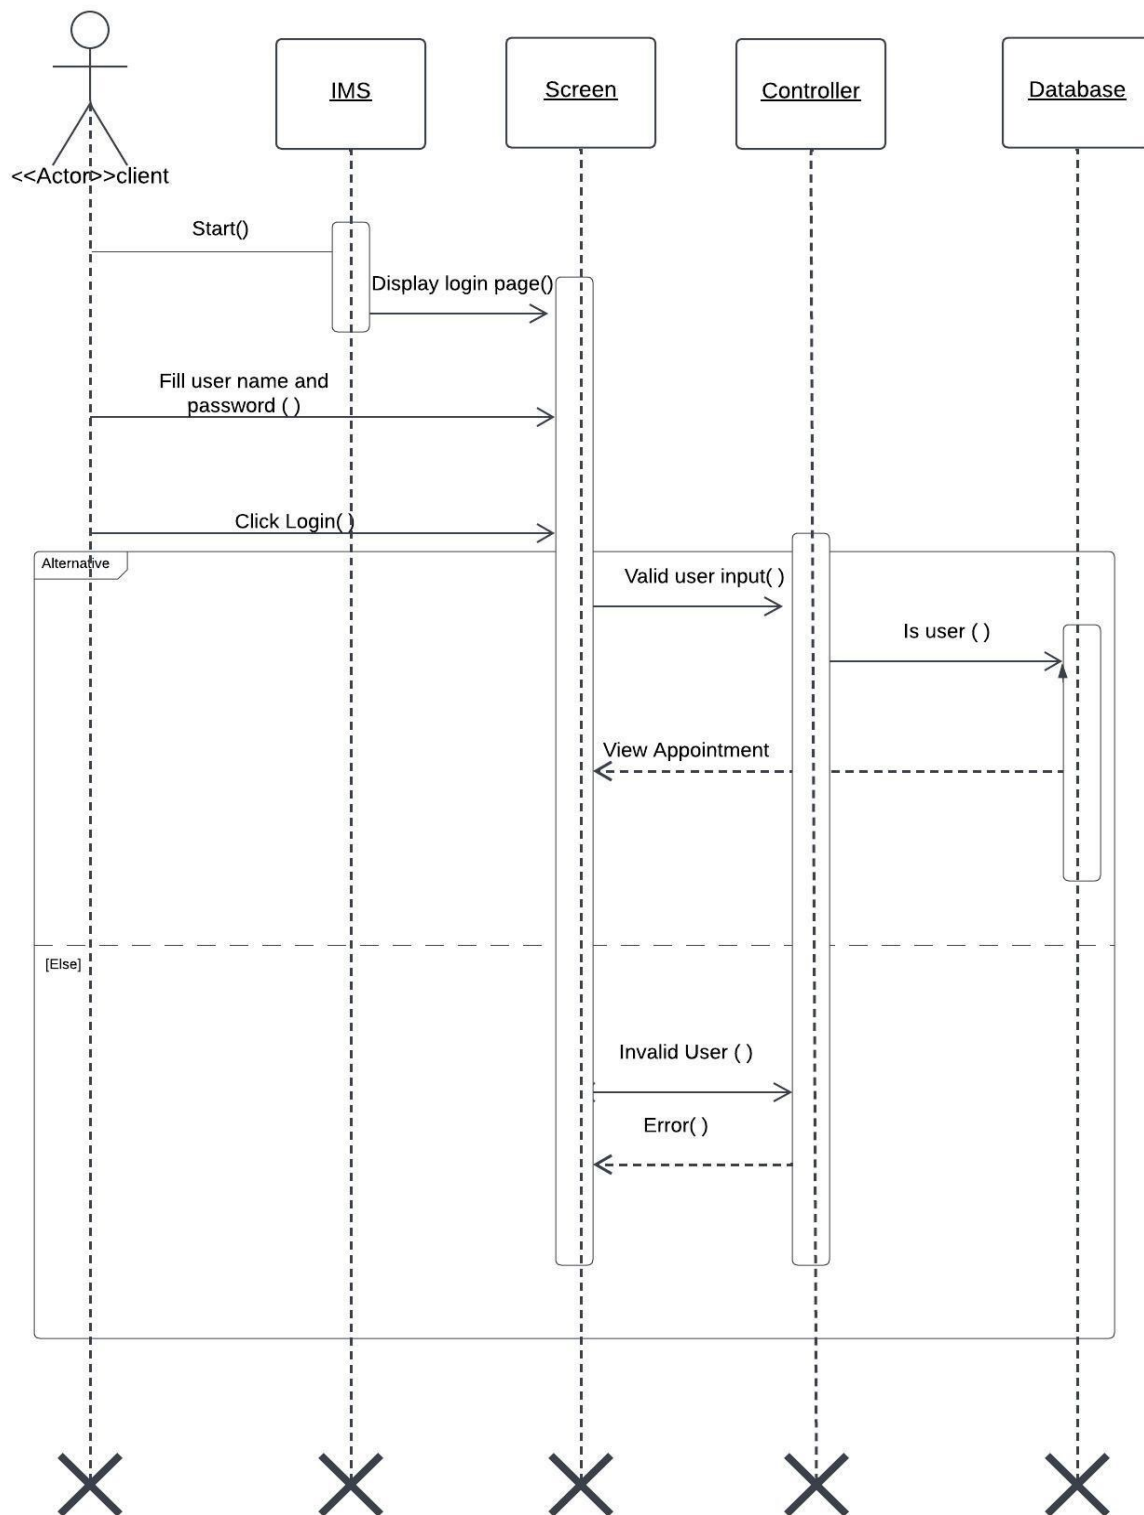 IMS
Screen
Controller
Database
<<Actor>>client
Start()
Display login page()
Fill user name and
password ( )
Click Login( )
Alternative
Valid user input( )
Is user ( )
View Appointment
[Else]
Invalid User ( )
Error( )